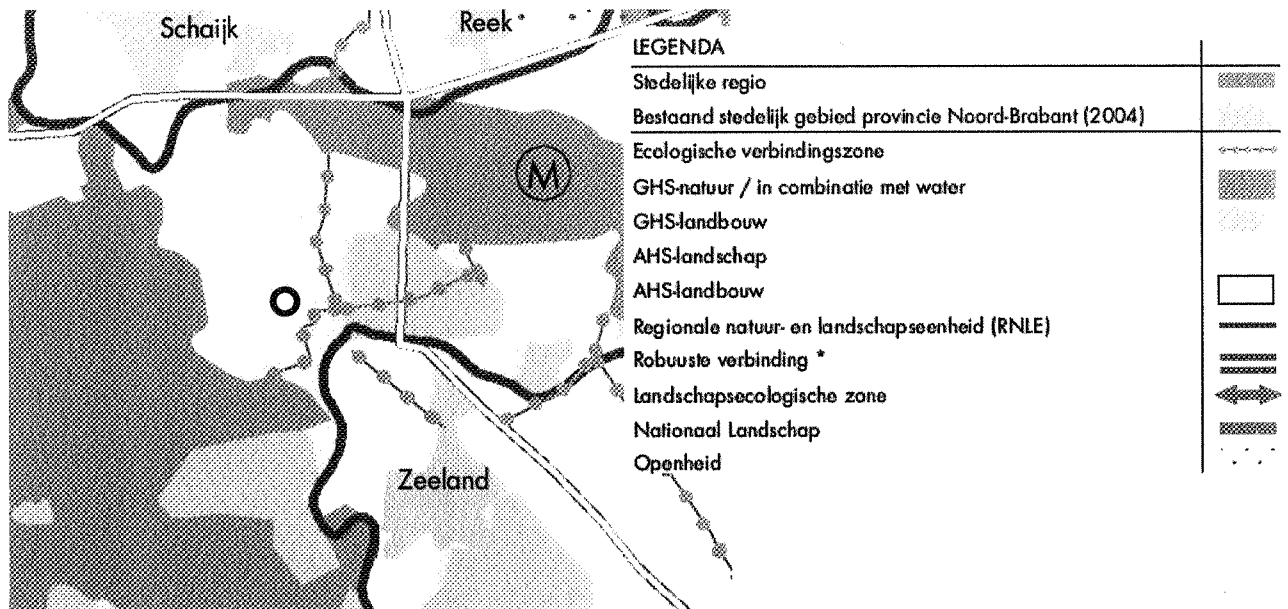 Schaijk
Reek
M
Zeeland
LEGENDA
Stedelijke regio
Bestaand stedelijk gebied provincie Noord-Brabant (2004)
Ecologische verbindingszone
GHS-natuur / in combinatie met water
GHS-landbouw
AHS-landschap
AHS-landbouw
Regionale natuur- en landschapseenheid (RNLE)
Robuuste verbinding *
Landschapsecologische zone
Nationaal Landschap
Openheid